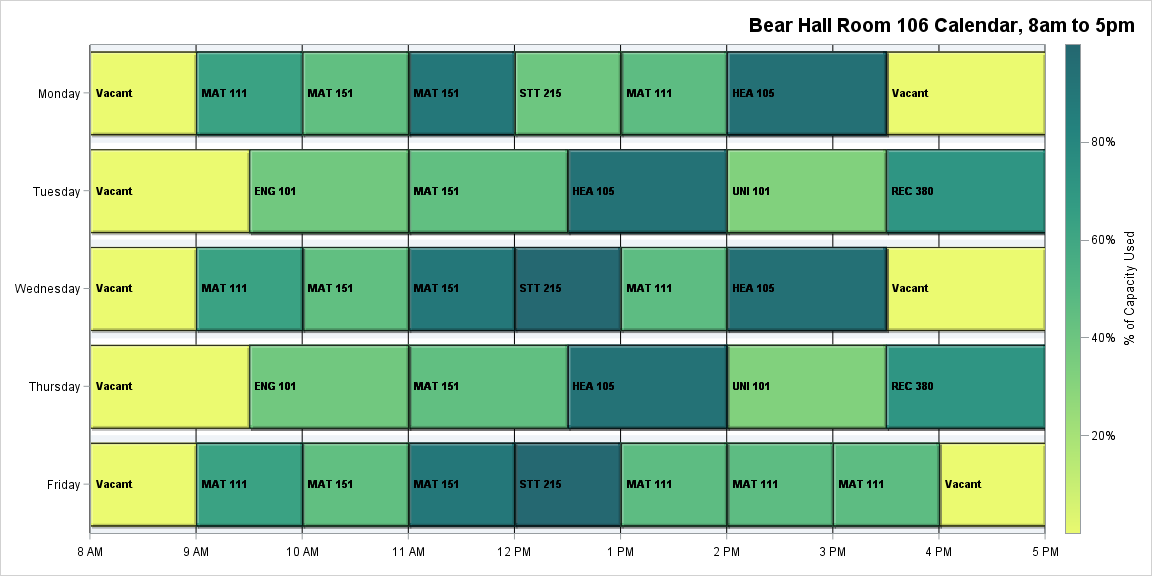 Bear Hall Room 106 Calendar, 8am to 5pm
Monday
Vacant
MAT 111
MAT 151
MAT 151
STT 215
MAT 111
HEA 105
Vacant
Tuesday
Vacant
ENG 101
MAT 151
HEA 105
UNI 101
REC 380
Wednesday
Vacant
MAT 111
MAT 151
MAT 151
STT 215
MAT 111
HEA 105
Vacant
Thursday
Vacant
ENG 101
MAT 151
HEA 105
UNI 101
REC 380
Friday
Vacant
MAT 111
MAT 151
MAT 151
STT 215
MAT 111
MAT 111
MAT 111
Vacant
8 AM
9 AM
10 AM
11 AM
12 PM
1 PM
2 PM
3 PM
4 PM
5 PM
80%
60%
40%
20%
% of Capacity Used